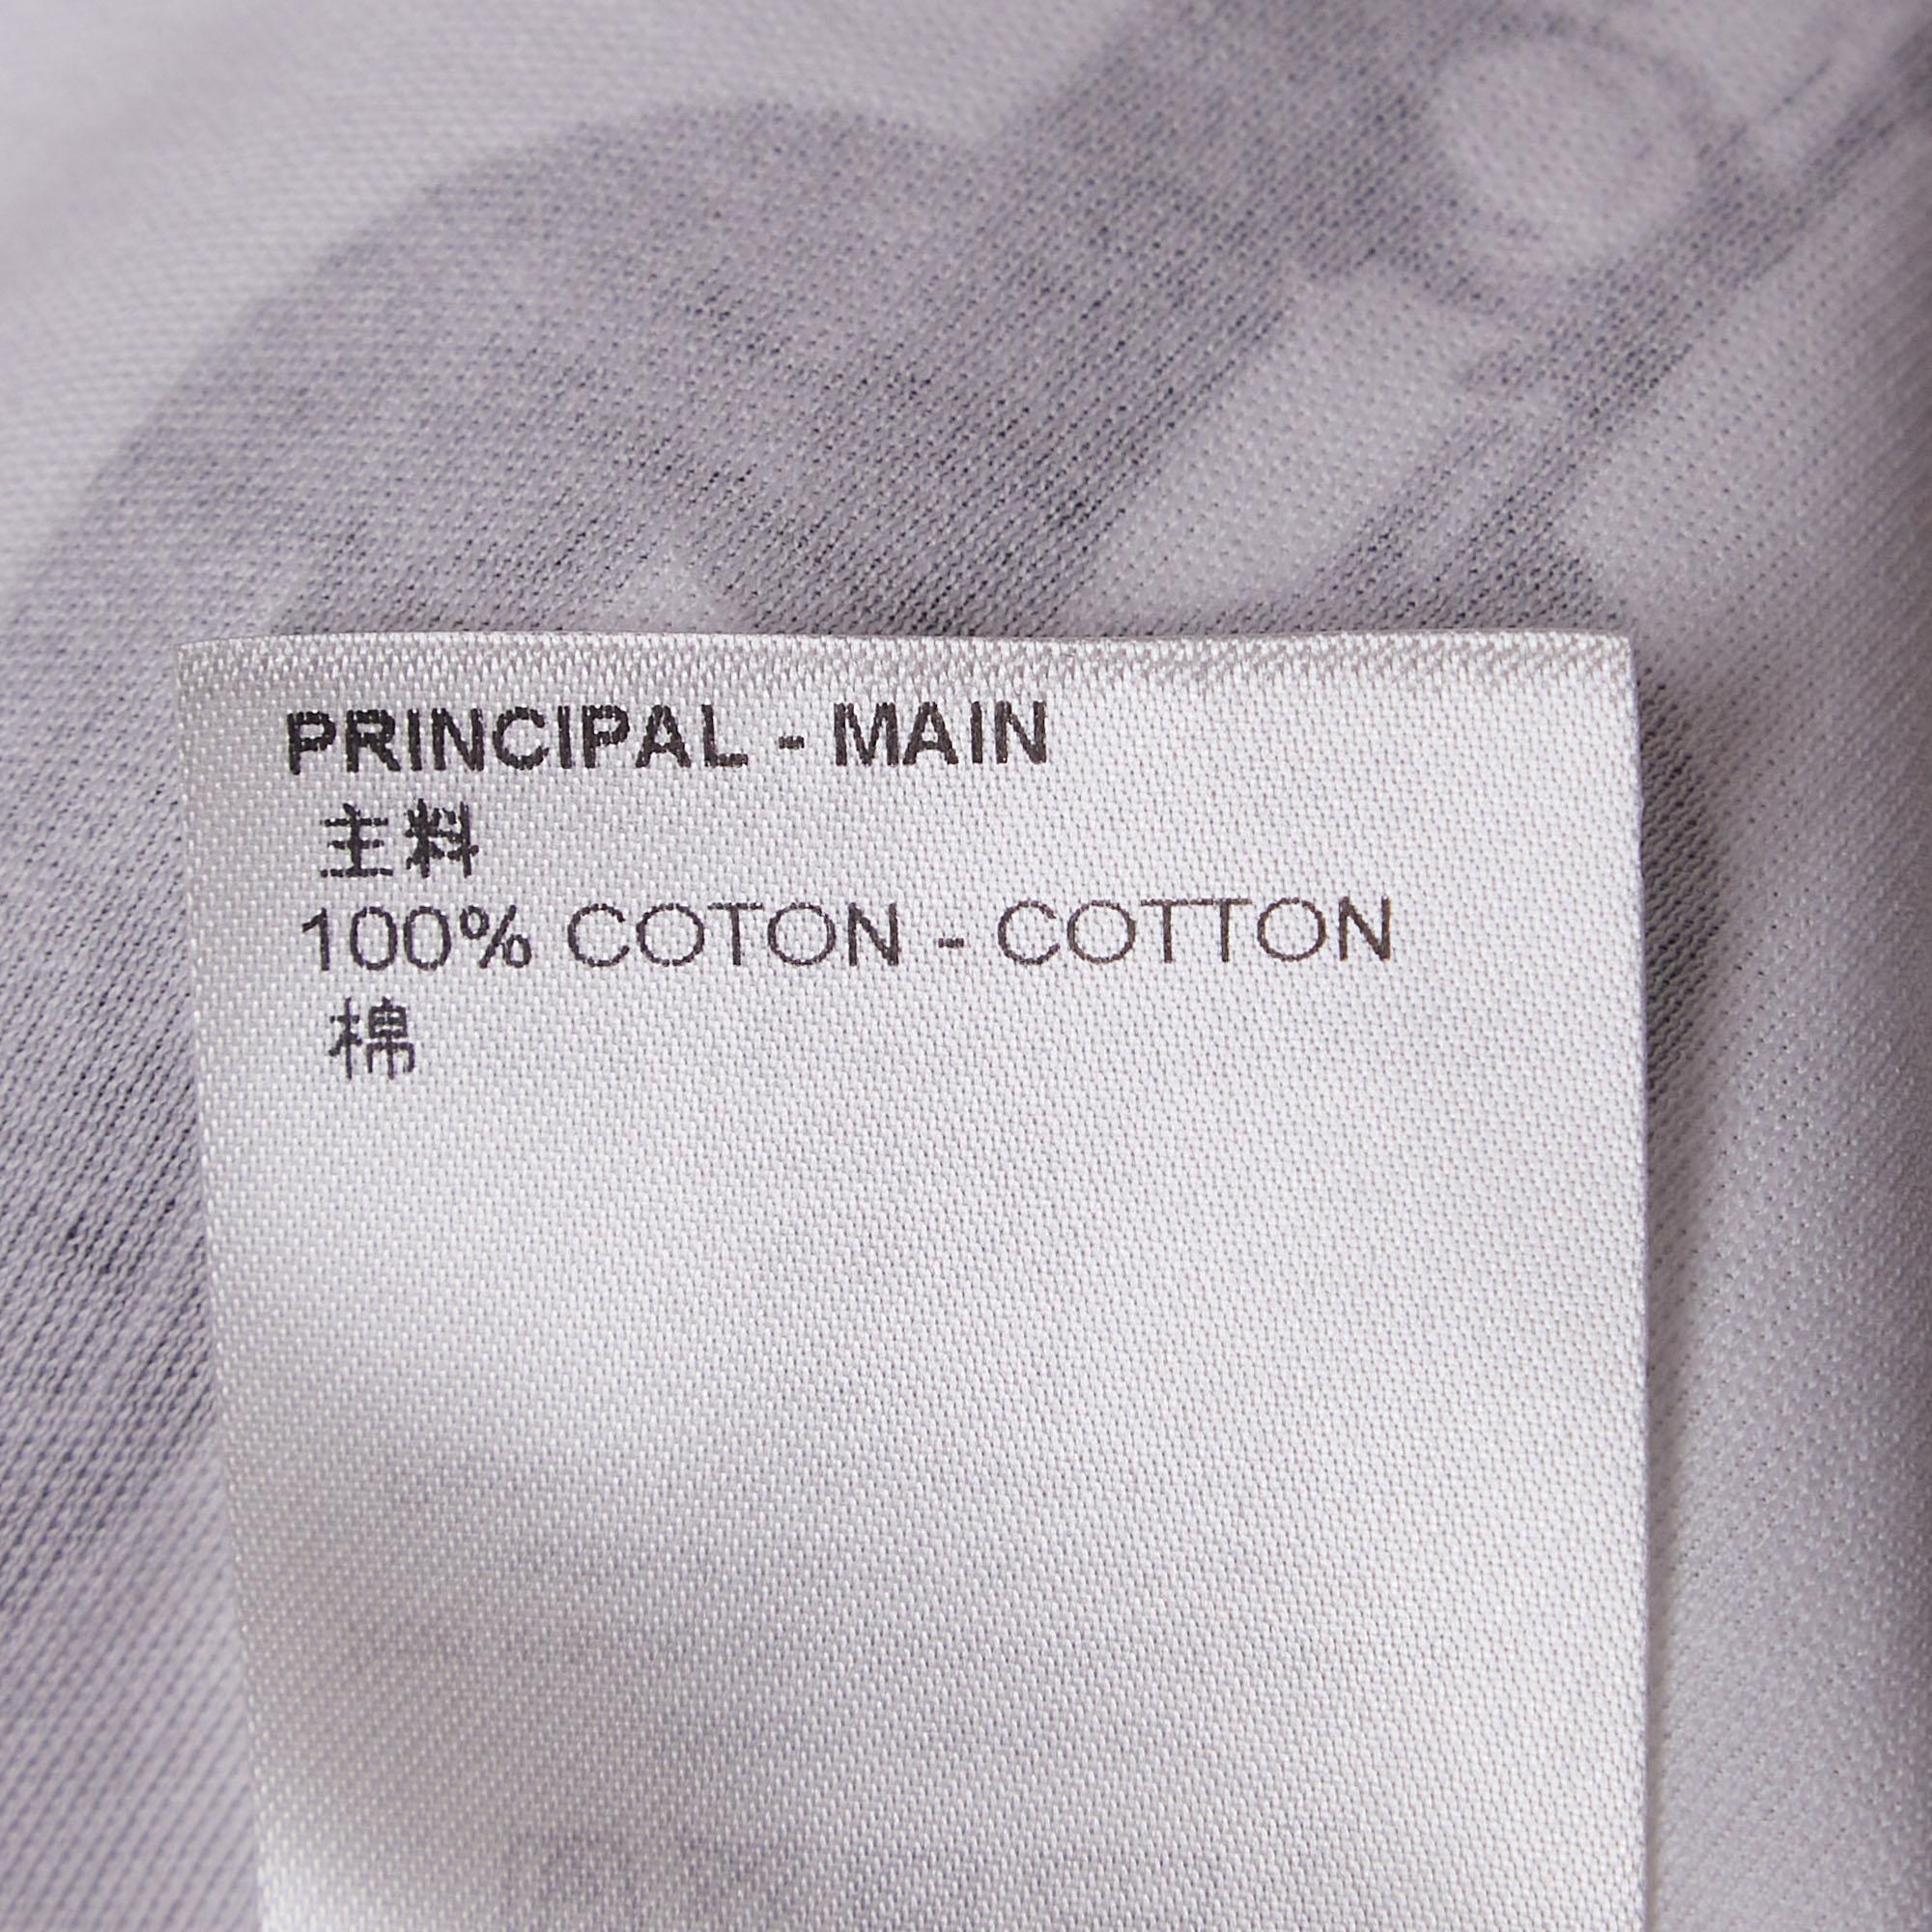 PRINCIPAL - MAIN
主料
100% COTON - COTTON
棉